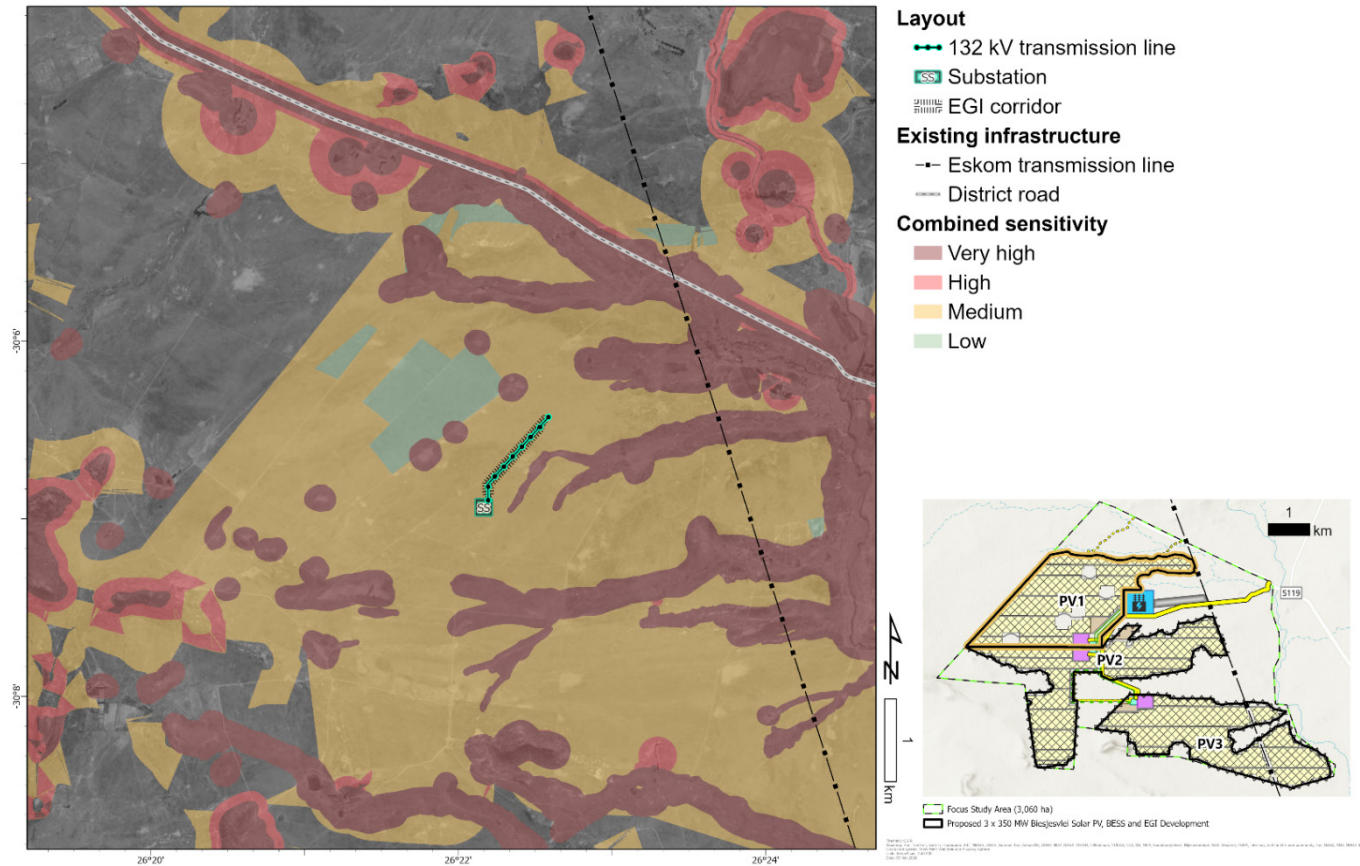 Layout
132 kV transmission line
SS Substation
EGI corridor
Existing infrastructure
Eskom transmission line
District road
Combined sensitivity
Very high
High
Medium
Low
-30°6'
-30°8'
26°20'
26°22'
26°24'
SS
N
1
km
1
km
S119
PV1
PV2
PV3
Focus Study Area (3,060 ha)
Proposed 3 x 350 MW Biesjesvlei Solar PV, BESS and EGI Development